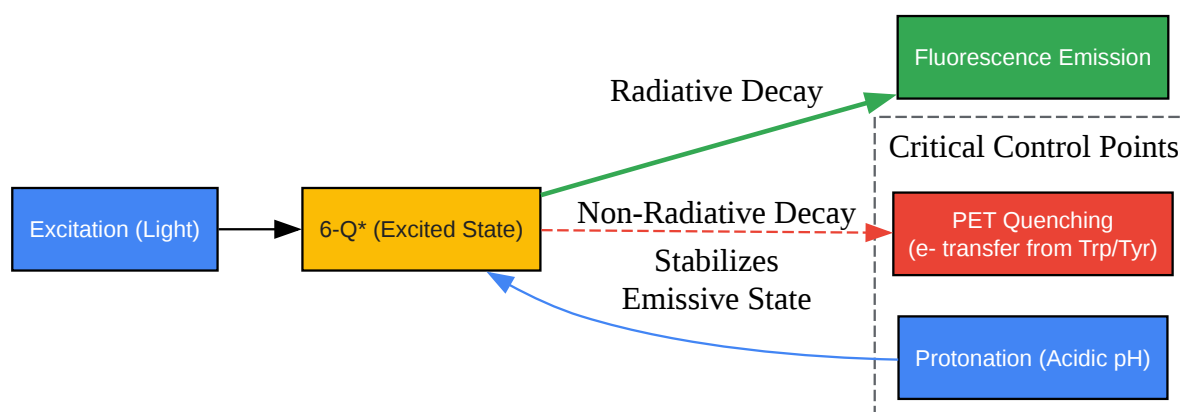 Fluorescence Emission
Radiative Decay
Critical Control Points
Excitation (Light)
6-Q* (Excited State)
Non-Radiative Decay
PET Quenching
(e- transfer from Trp/Tyr)
Stabilizes
Emissive State
Protonation (Acidic pH)